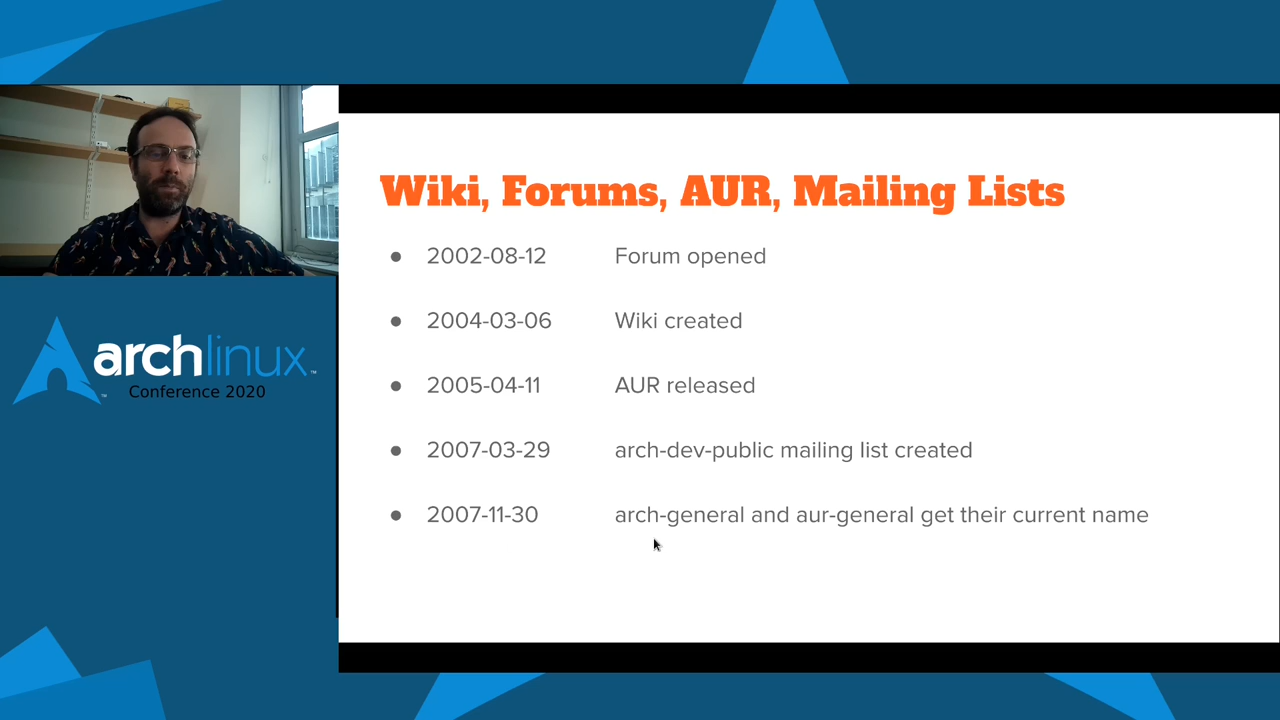 Wiki, Forums, AUR, Mailing Lists
● 2002-08-12 Forum opened
● 2004-03-06 Wiki created
● 2005-04-11 AUR released
● 2007-03-29 arch-dev-public mailing list created
● 2007-11-30 arch-general and aur-general get their current name
archlinux™
™
Conference 2020